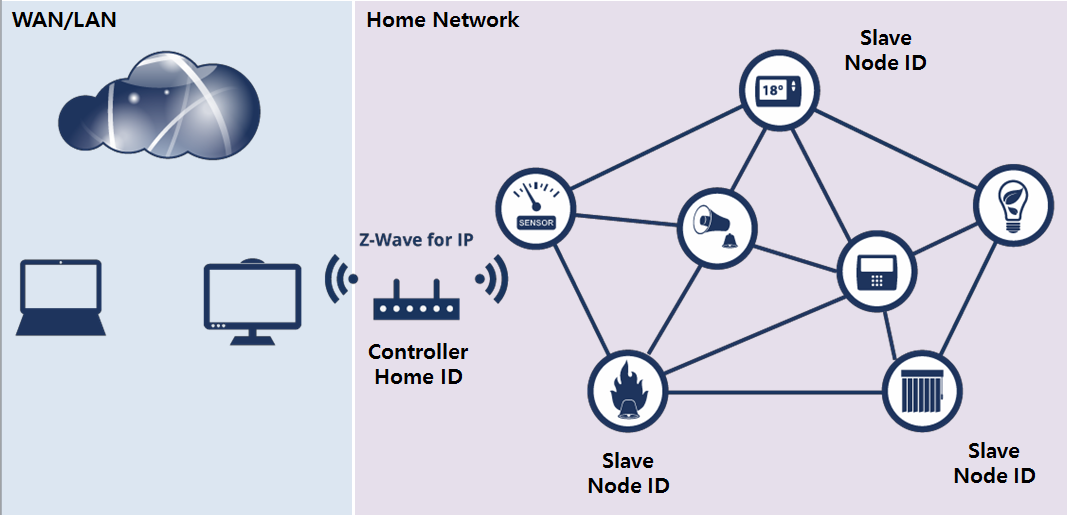 WAN/LAN
Home Network
Slave
Node ID
18°
SENSOR
Z-Wave for IP
Controller
Home ID
Slave
Node ID
Slave
Node ID